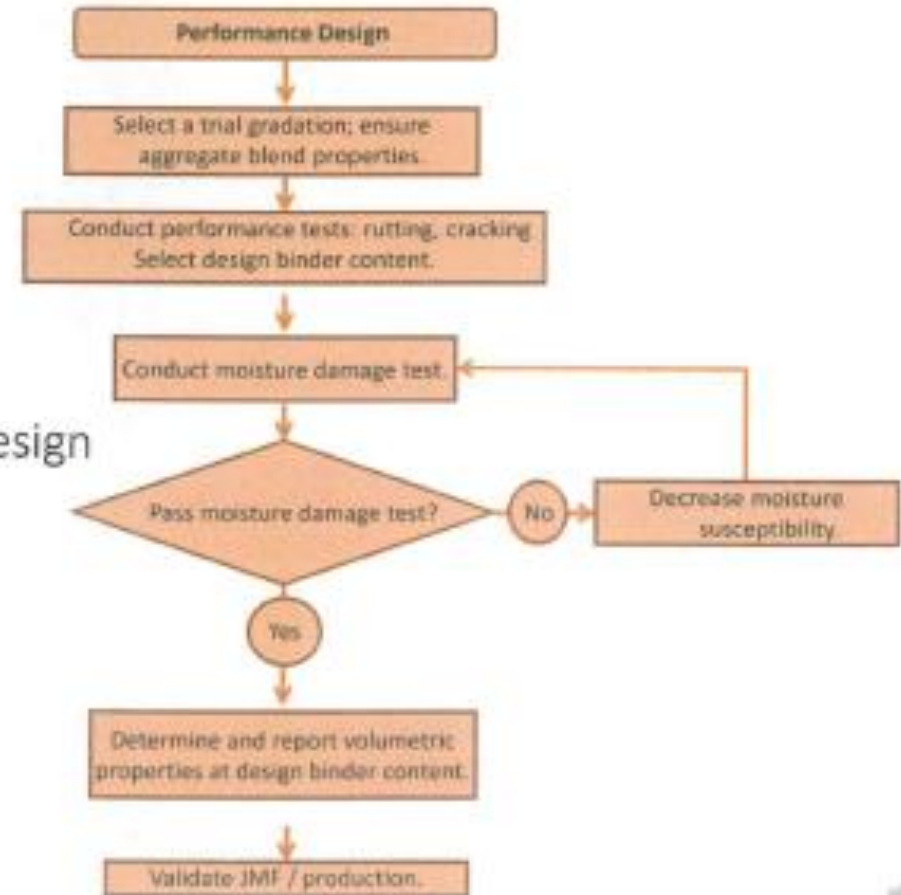 Performance Design
Select a trial gradation; ensure
aggregate blend properties.
Conduct performance tests: rutting, cracking
Select design binder content.
Conduct moisture damage test.
esign
Pass moisture damage test?
No
Decrease moisture
susceptibility.
Yes
Determine and report volumetric
properties at design binder content.
Validate JMF / production.